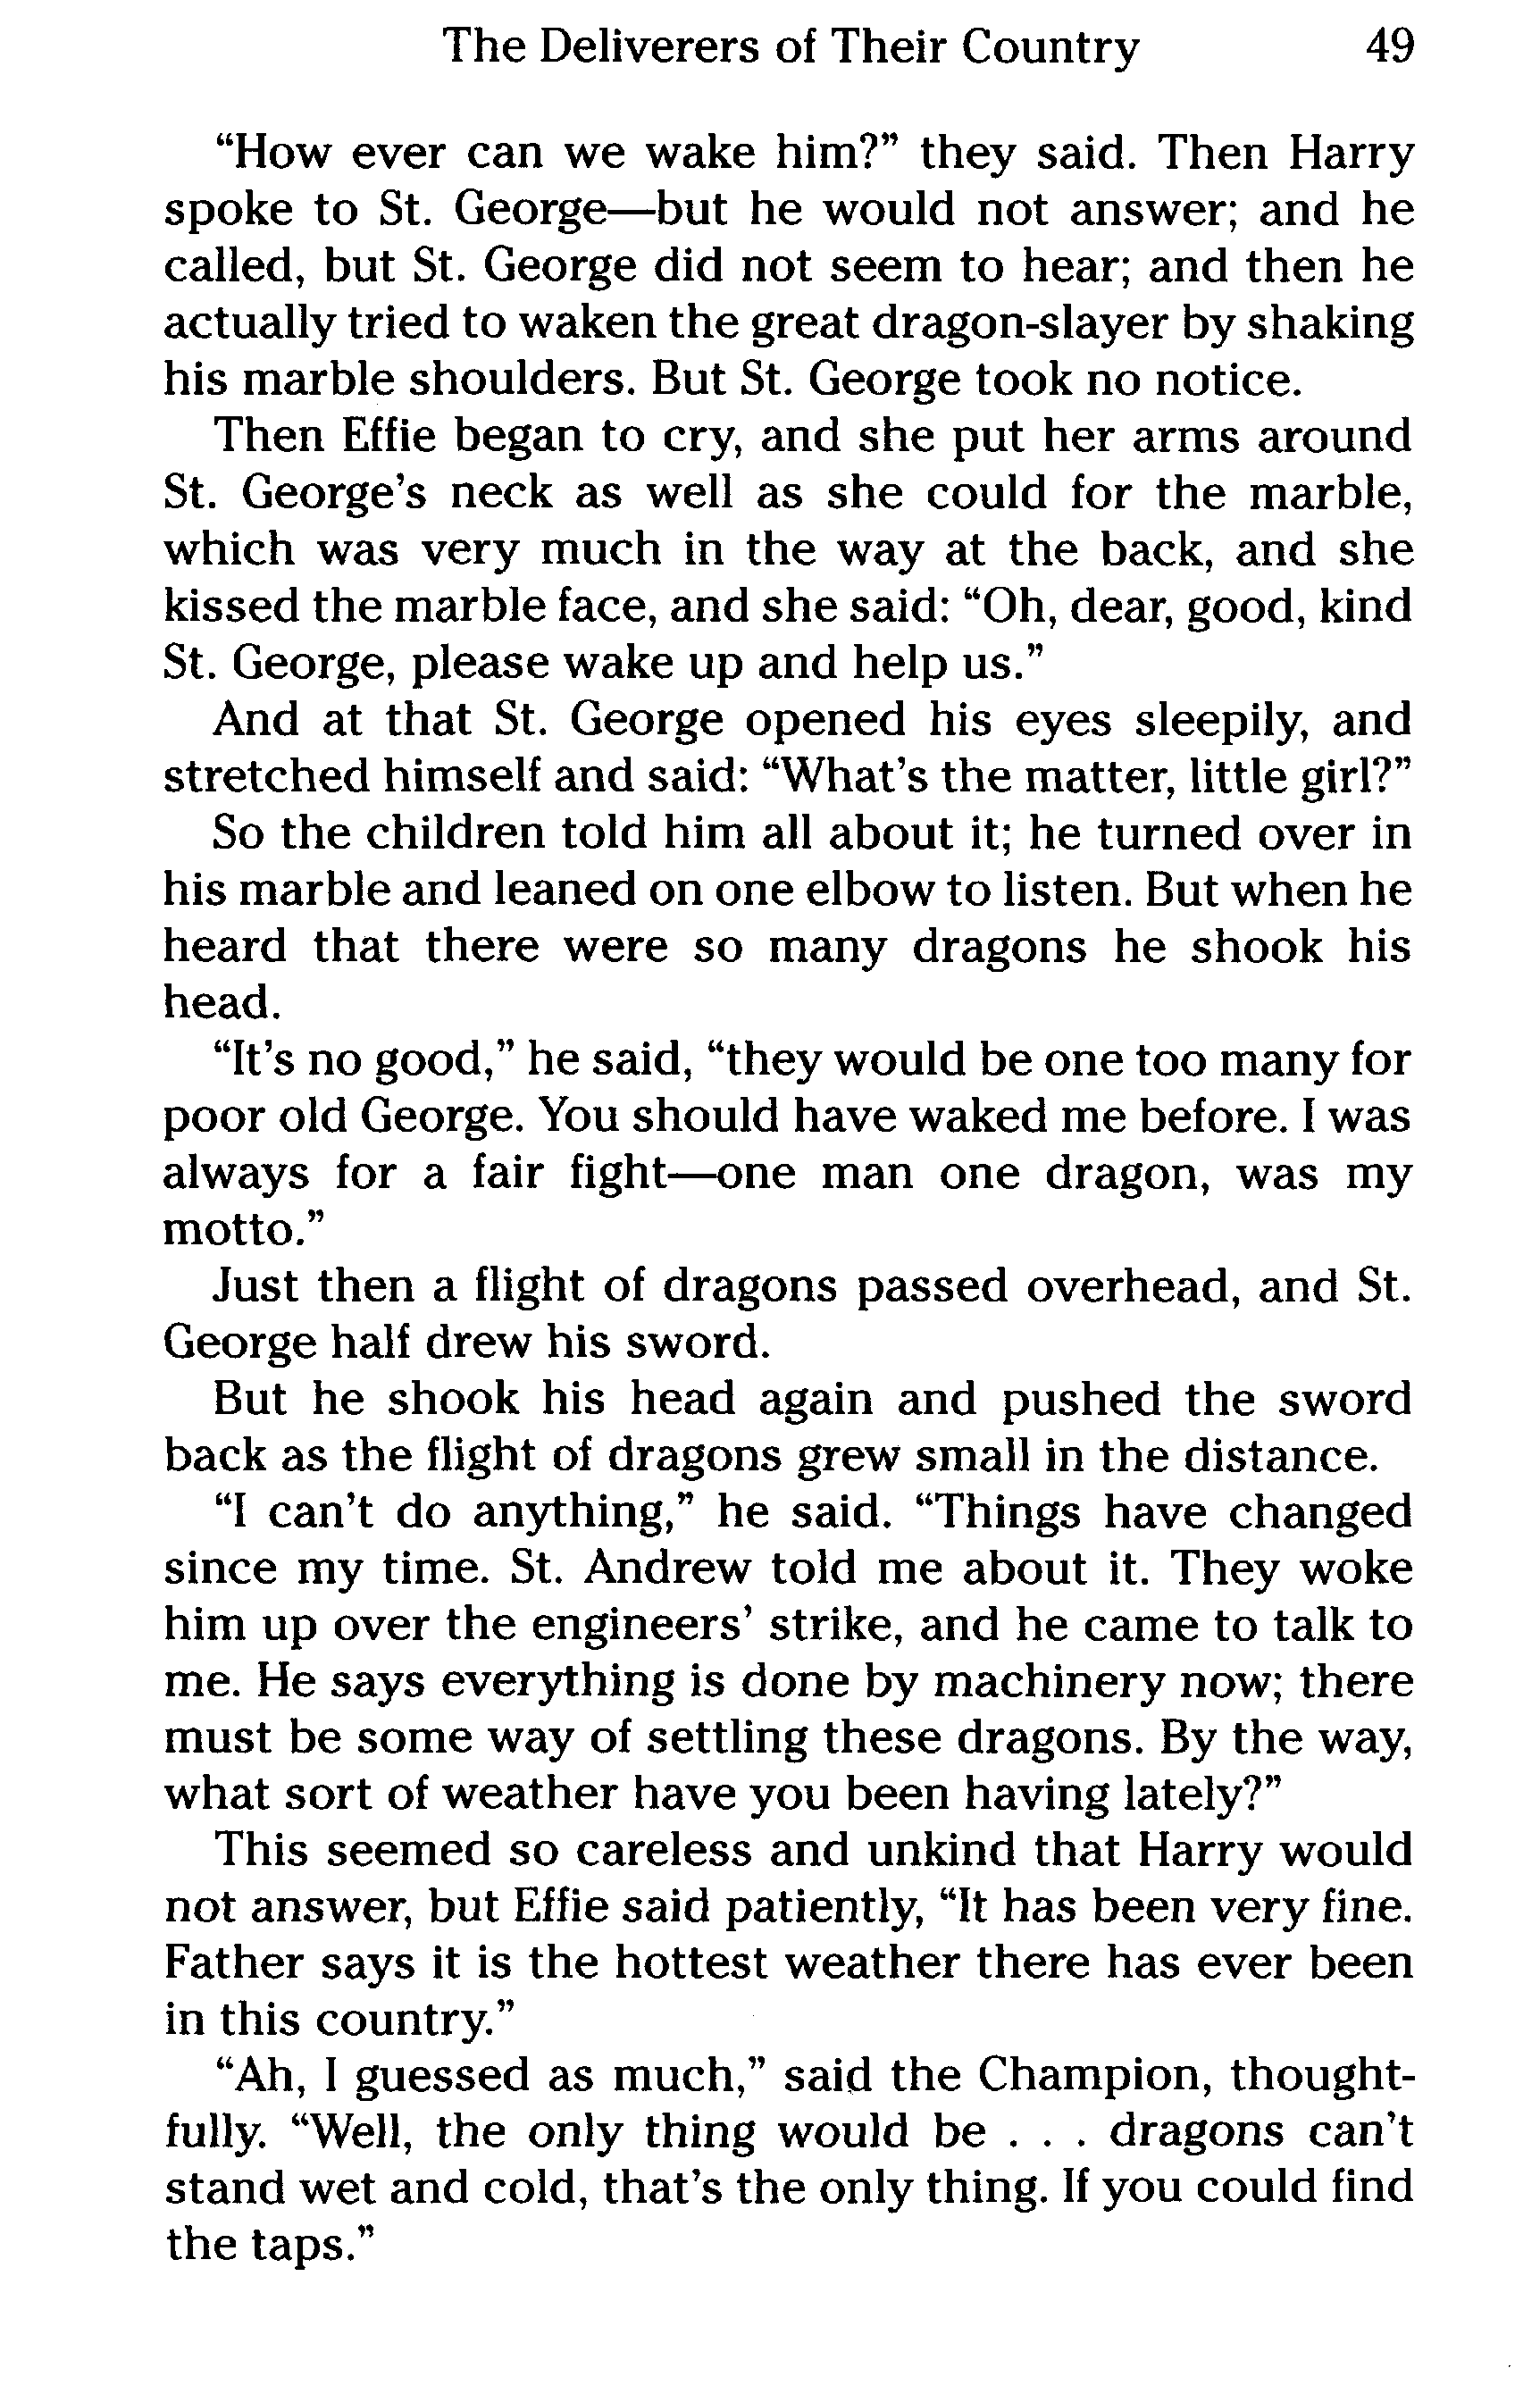 The Deliverers of Their Country 49
“How ever can we wake him?” they said. Then Harry
spoke to St. George—but he would not answer; and he
called, but St. George did not seem to hear; and then he
actually tried to waken the great dragon-slayer by shaking
his marble shoulders. But St. George took no notice.
Then Effie began to cry, and she put her arms around
St. George’s neck as well as she could for the marble,
which was very much in the way at the back, and she
kissed the marble face, and she said: “Oh, dear, good, kind
St. George, please wake up and help us.”
And at that St. George opened his eyes sleepily, and
stretched himself and said: “What’s the matter, little girl?”
So the children told him all about it; he turned over in
his marble and leaned on one elbow to listen. But when he
heard that there were so many dragons he shook his
head.
“It’s no good,” he said, “they would be one too many for
poor old George. You should have waked me before. I was
always for a fair fight—one man one dragon, was my
motto.”
Just then a flight of dragons passed overhead, and St.
George half drew his sword.
But he shook his head again and pushed the sword
back as the flight of dragons grew small in the distance.
“I can’t do anything,” he said. “Things have changed
since my time. St. Andrew told me about it. They woke
him up over the engineers’ strike, and he came to talk to
me. He says everything is done by machinery now; there
must be some way of settling these dragons. By the way,
what sort of weather have you been having lately?”
This seemed so careless and unkind that Harry would
not answer, but Effie said patiently, “It has been very fine.
Father says it is the hottest weather there has ever been
in this country.”
“Ah, I guessed as much,” said the Champion, thought-
fully. “Well, the only thing would be . . . dragons can’t
stand wet and cold, that’s the only thing. If you could find
the taps.”